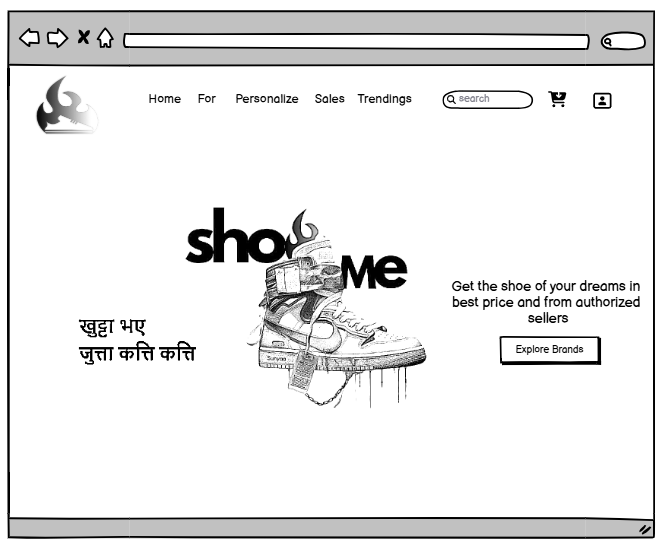 Home For Personalize Sales Trendings search
sho Me
Get the shoe of your dreams in
best price and from authorized
sellers
खुट्टा भए
जुत्ता कत्ति कत्ति
Explore Brands